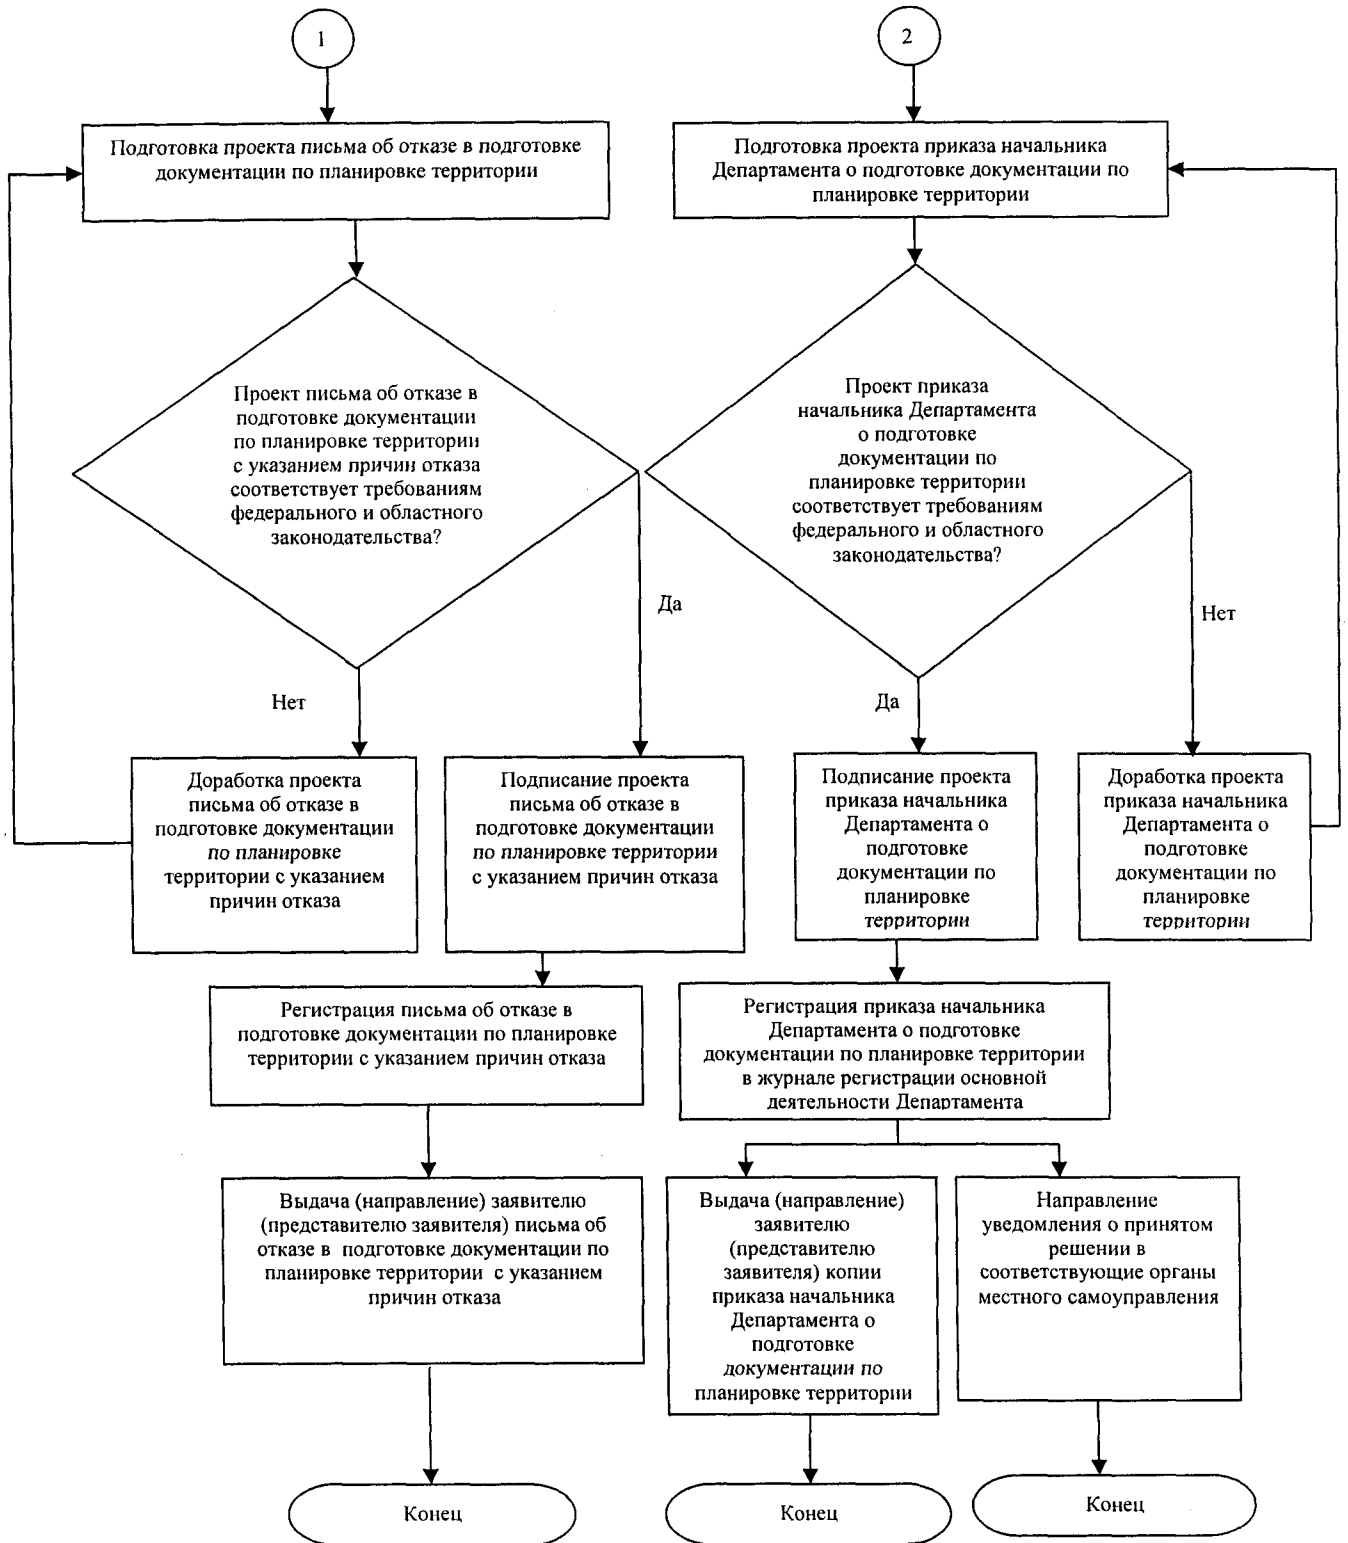 1
Подготовка проекта письма об отказе в подготовке
документации по планировке территории
Проект письма об отказе в
подготовке документации
по планировке территории
с указанием причин отказа
соответствует требованиям
федерального и областного
законодательства?
Да
Нет
Доработка проекта
письма об отказе в
подготовке документации
по планировке
территории с указанием
причин отказа
Подписание проекта
письма об отказе в
подготовке документации
по планировке территории
с указанием причин отказа
Регистрация письма об отказе в
подготовке документации по планировке
территории с указанием причин отказа
Выдача (направление) заявителю
(представителю заявителя) письма об
отказе в подготовке документации по
планировке территории с указанием
причин отказа
Конец
2
Подготовка проекта приказа начальника
Департамента о подготовке документации по
планировке территории
Проект приказа
начальника Департамента
о подготовке
документации по
планировке территории
соответствует требованиям
федерального и областного
законодательства?
Нет
Да
Подписание проекта
приказа начальника
Департамента о
подготовке
документации по
планировке
территории
Доработка проекта
приказа начальника
Департамента о
подготовке
документации по
планировке
территории
Регистрация приказа начальника
Департамента о подготовке
документации по планировке территории
в журнале регистрации основной
деятельности Департамента
Выдача (направление)
заявителю
(представителю
заявителя) копии
приказа начальника
Департамента о
подготовке
документации по
планировке территории
Направление
уведомления о принятом
решении в
соответствующие органы
местного самоуправления
Конец
Конец